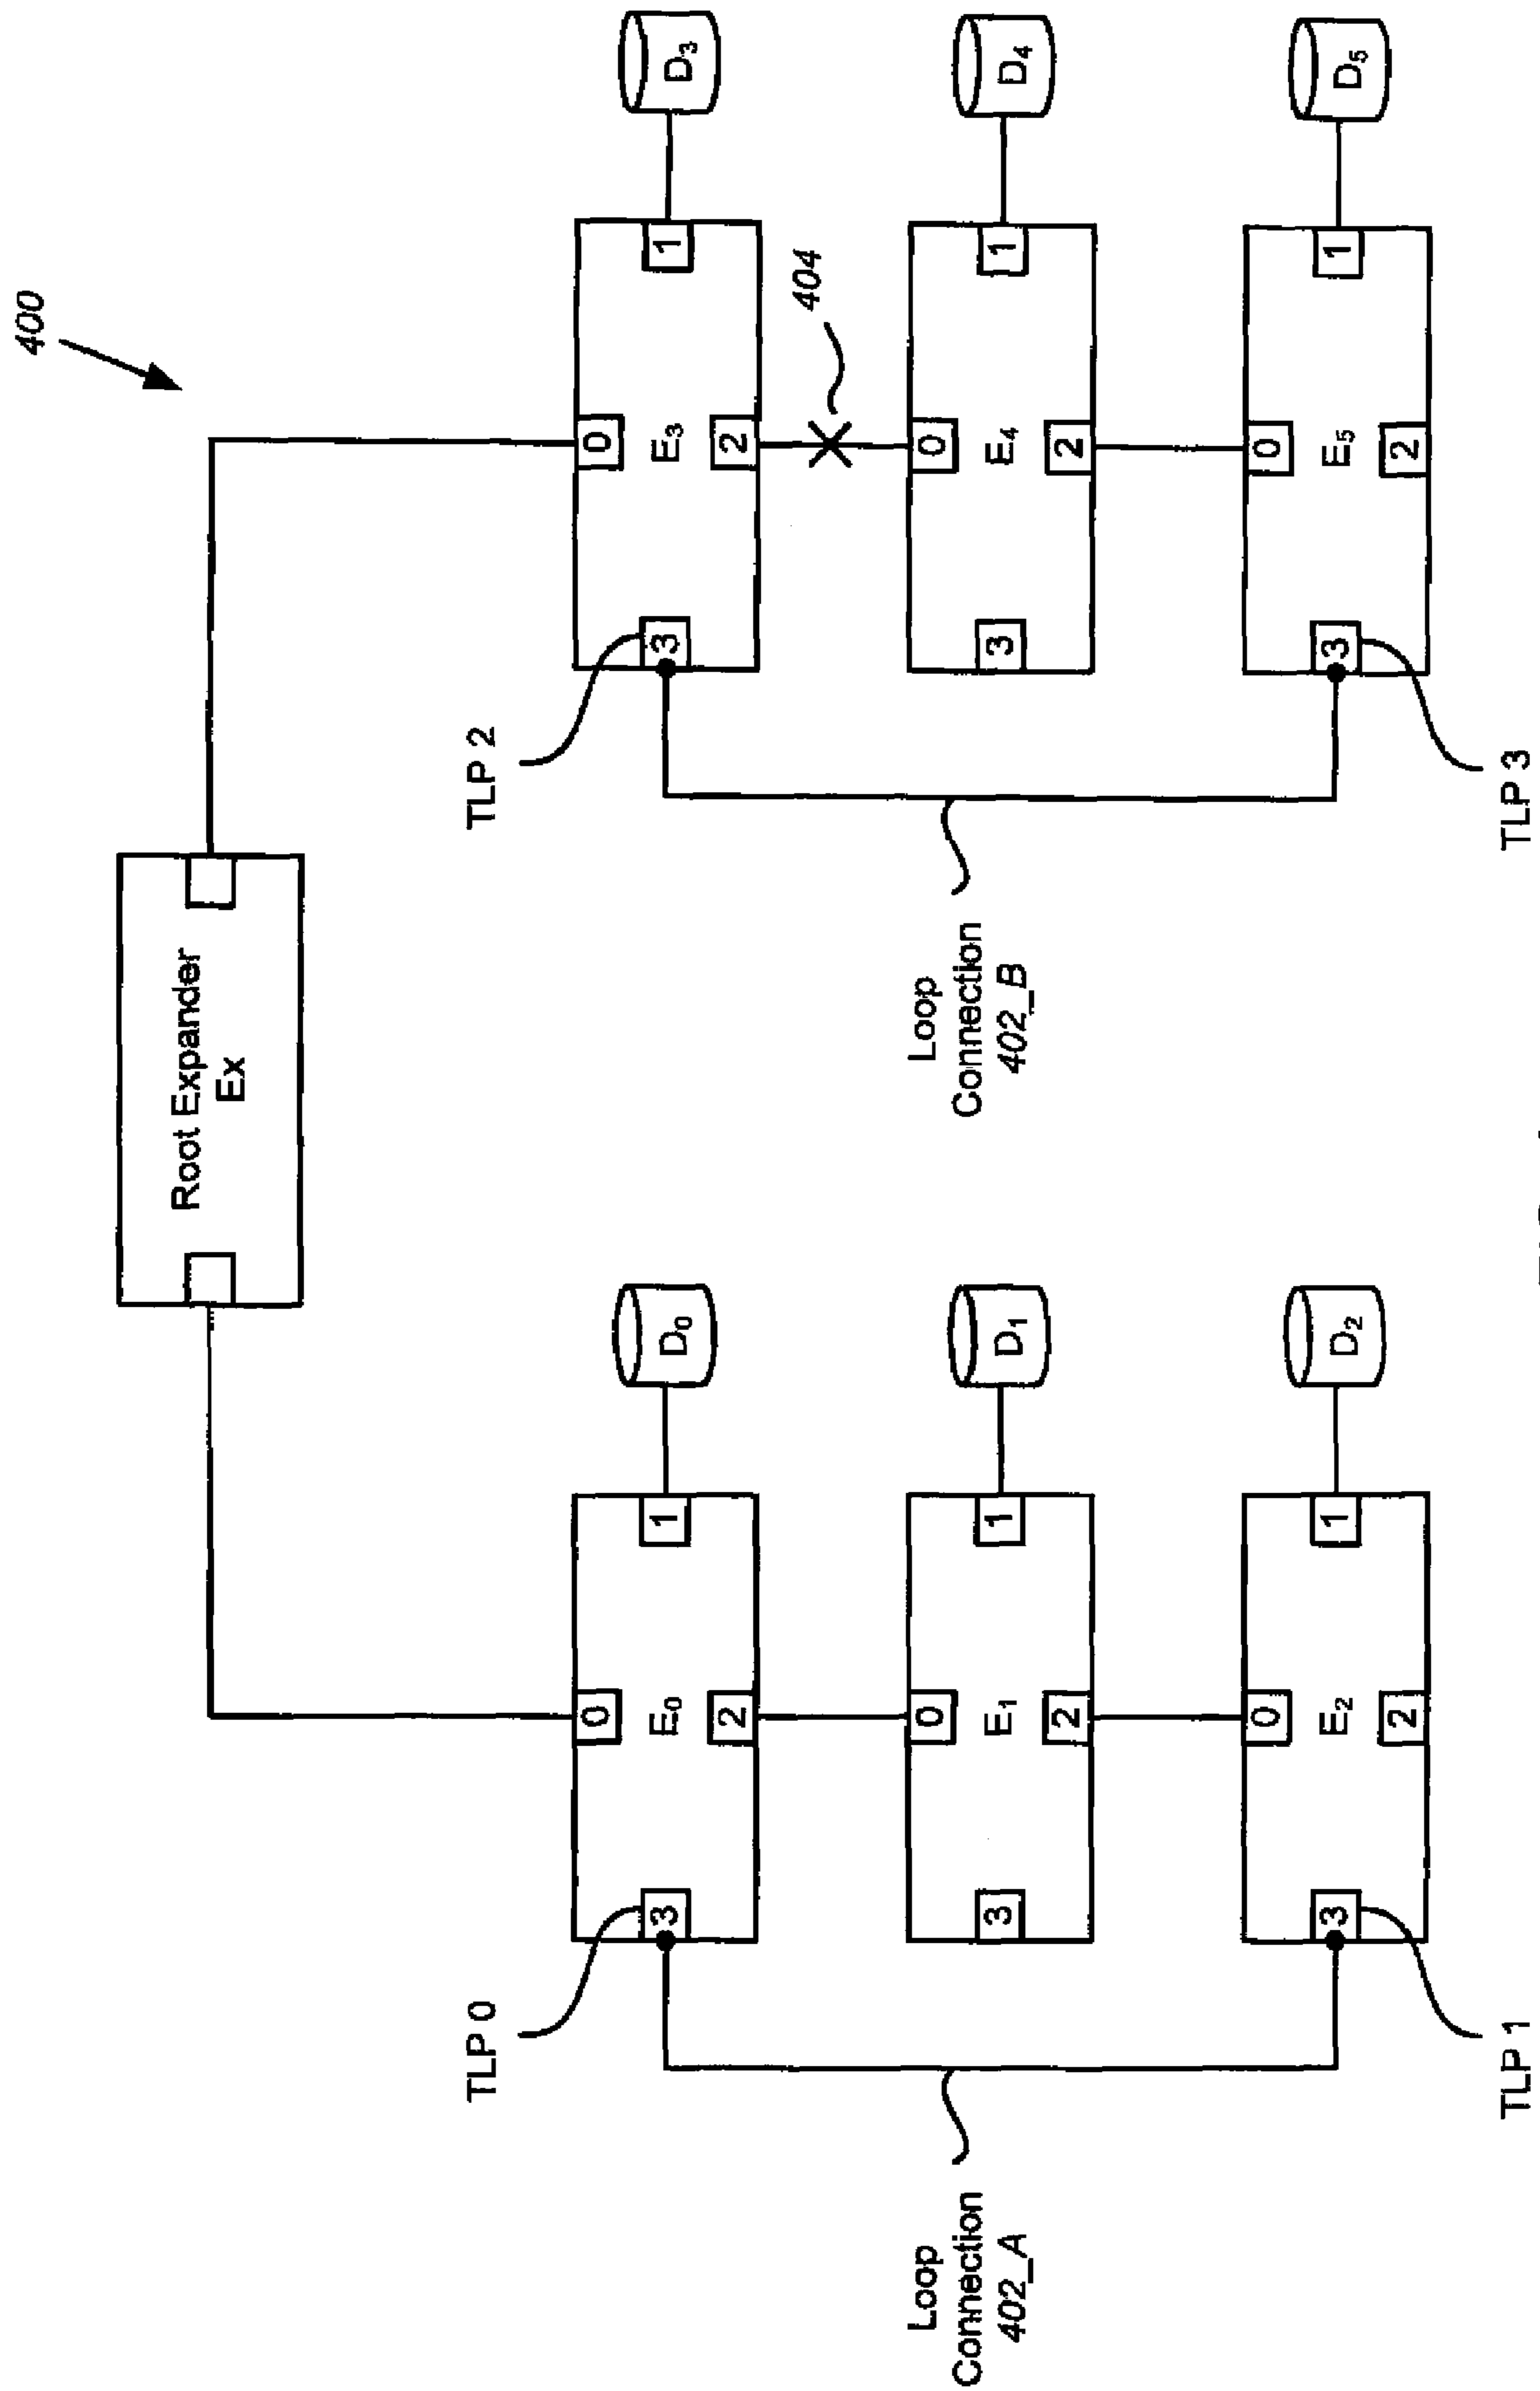 400
Root Expander
Ex
TLP 0
0
3
E₀
1
D₀
2
TLP 2
0
3
E₃
1
D₃
2
404
Loop
Connection
402_A
0
3
E₁
1
D₁
2
Loop
Connection
402_B
0
3
E₄
1
D₄
2
0
3
E₂
1
D₂
2
TLP 1
0
3
E₅
1
D₅
2
TLP 3